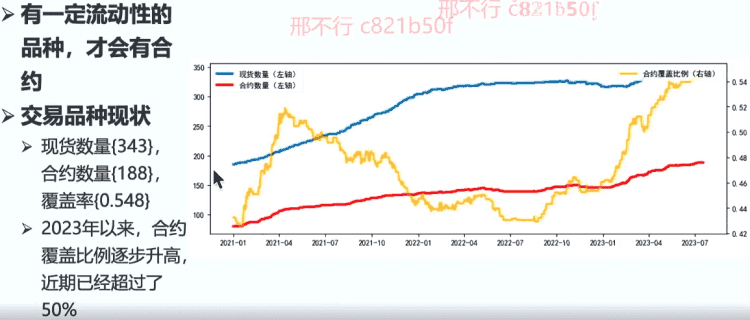 邢不行 c821b50f
邢不行 c821b50f
有一定流动性的
品种，才会有合
约
交易品种现状
现货数量{343}，
合约数量{188}，
覆盖率{0.548}
2023年以来，合约
覆盖比例逐步升高，
近期已经超过了
50%
现货数量（左轴）
合约数量（左轴）
合约覆盖比例（右轴）
350
300
250
200
150
100
0.54
0.52
0.50
0.48
0.46
0.44
0.42
2021-01 2021-04 2021-07 2021-10 2022-01 2022-04 2022-07 2022-10 2023-01 2023-04 2023-07